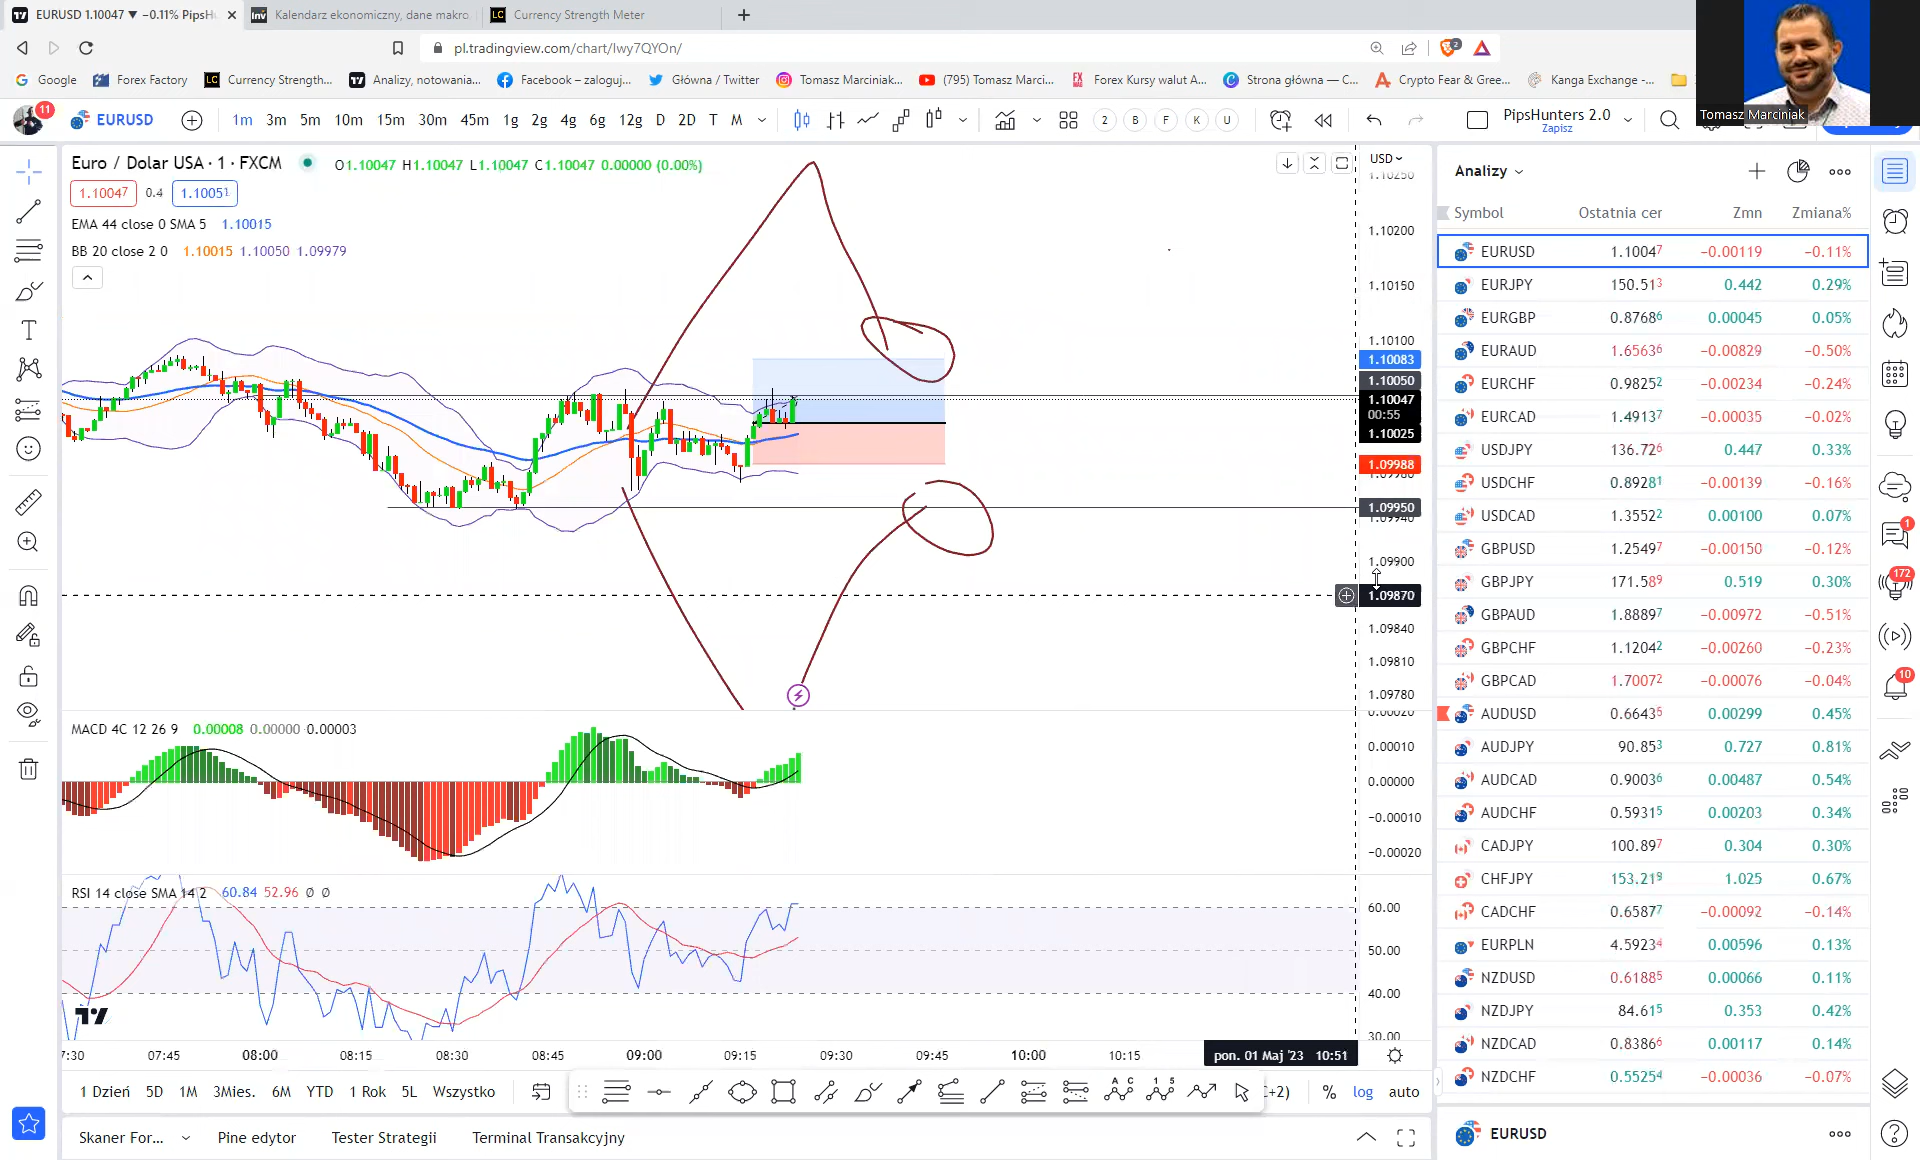 EURUSD 1.10047 ▼ −0.11% PipsHu
Kalendarz ekonomiczny, dane makro.
Currency Strength Meter
pl.tradingview.com/chart/Iwy7QYOn/
2
Google
Forex Factory
Currency Strength...
Analizy, notowania...
Facebook – zaloguj...
Główna / Twitter
Tomasz Marciniak...
(795) Tomasz Marci...
Forex Kursy walut A...
Strona główna — C...
Crypto Fear & Gree...
Kanga Exchange -...
Tomasz Marciniak
11
EURUSD
1m 3m 5m 10m 15m 30m 45m 1g 2g 4g 6g 12g D 2D T M
2 B F K U
PipsHunters 2.0
Zapisz
Euro / Dolar USA · 1 · FXCM
O1.10047 H1.10047 L1.10047 C1.10047 0.00000 (0.00%)
1.10047 0.4 1.10051
EMA 44 close 0 SMA 5 1.10015
BB 20 close 2 0 1.10015 1.10050 1.09979
USD
1.10250
1.10200
1.10150
1.10100
1.10083
1.10050
1.10047
00:55
1.10025
1.09988
1.09980
1.09950
1.09940
1.09900
1.09870
1.09840
1.09810
1.09780
MACD 4C 12 26 9 0.00008 0.00000 -0.00003
0.00020
0.00010
0.00000
−0.00010
−0.00020
RSI 14 close SMA 14 2 60.84 52.96 Ø Ø
60.00
50.00
40.00
30.00
7:30 07:45 08:00 08:15 08:30 08:45 09:00 09:15 09:30 09:45 10:00 10:15
pon. 01 Maj '23 10:51
1 Dzień 5D 1M 3Mies. 6M YTD 1 Rok 5L Wszystko
+2)
% log auto
Skaner For...
Pine edytor
Tester Strategii
Terminal Transakcyjny
Analizy
Symbol Ostatnia cer Zmn Zmiana%
EURUSD 1.10047 −0.00119 −0.11%
EURJPY 150.513 0.442 0.29%
EURGBP 0.87686 0.00045 0.05%
EURAUD 1.65636 −0.00829 −0.50%
EURCHF 0.98252 −0.00234 −0.24%
EURCAD 1.49137 −0.00035 −0.02%
USDJPY 136.726 0.447 0.33%
USDCHF 0.89281 −0.00139 −0.16%
USDCAD 1.35522 0.00100 0.07%
GBPUSD 1.25497 −0.00150 −0.12%
GBPJPY 171.589 0.519 0.30%
GBPAUD 1.88897 −0.00972 −0.51%
GBPCHF 1.12042 −0.00260 −0.23%
GBPCAD 1.70072 −0.00076 −0.04%
AUDUSD 0.66436 0.00299 0.45%
AUDJPY 90.853 0.727 0.81%
AUDCAD 0.90036 0.00487 0.54%
AUDCHF 0.59315 0.00203 0.34%
CADJPY 100.897 0.304 0.30%
CHFJPY 153.219 1.025 0.67%
CADCHF 0.65877 −0.00092 −0.14%
EURPLN 4.59234 0.00596 0.13%
NZDUSD 0.61885 0.00066 0.11%
NZDJPY 84.615 0.353 0.42%
NZDCAD 0.83866 0.00117 0.14%
NZDCHF 0.55254 −0.00036 −0.07%
EURUSD
1
172
10